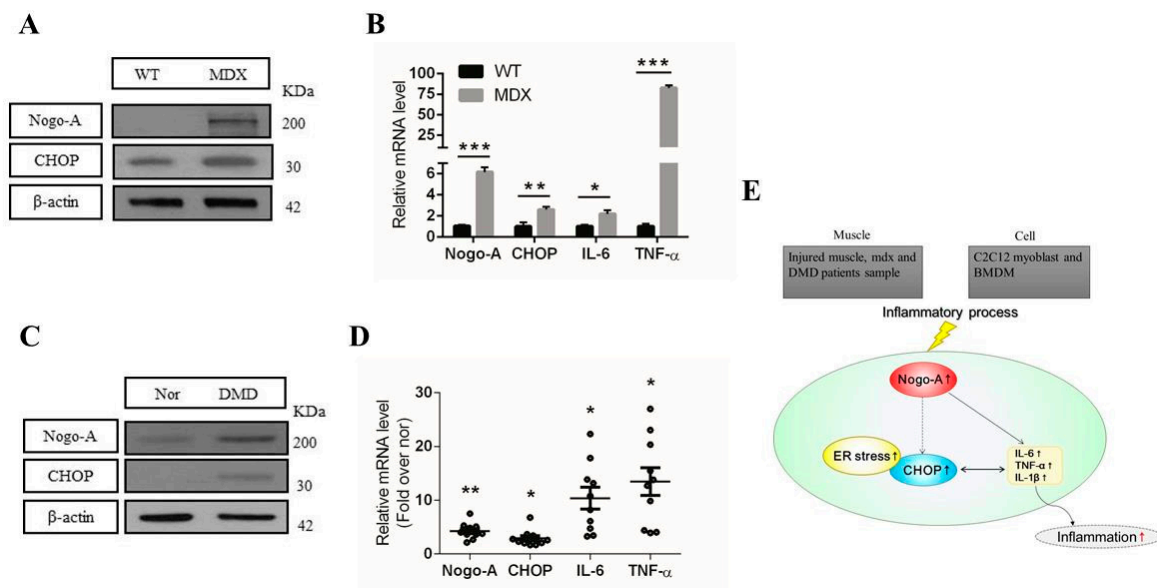 A
WT MDX
KDa
Nogo-A 200
CHOP 30
β-actin 42
B
WT
MDX
Relative mRNA level
100
75
50
25
6
4
2
0
*** ** * ***
Nogo-A CHOP IL-6 TNF-α
C
Nor DMD
KDa
Nogo-A 200
CHOP 30
β-actin 42
D
Relative mRNA level
(Fold over nor)
30
20
10
0
** * * *
Nogo-A CHOP IL-6 TNF-α
E
Muscle Cell
Injured muscle, mdx and
DMD patients sample
C2C12 myoblast and
BMDM
Inflammatory process
Nogo-A↑
ER stress↑
CHOP↑
IL-6↑
TNF-α↑
IL-1β↑
Inflammation↑